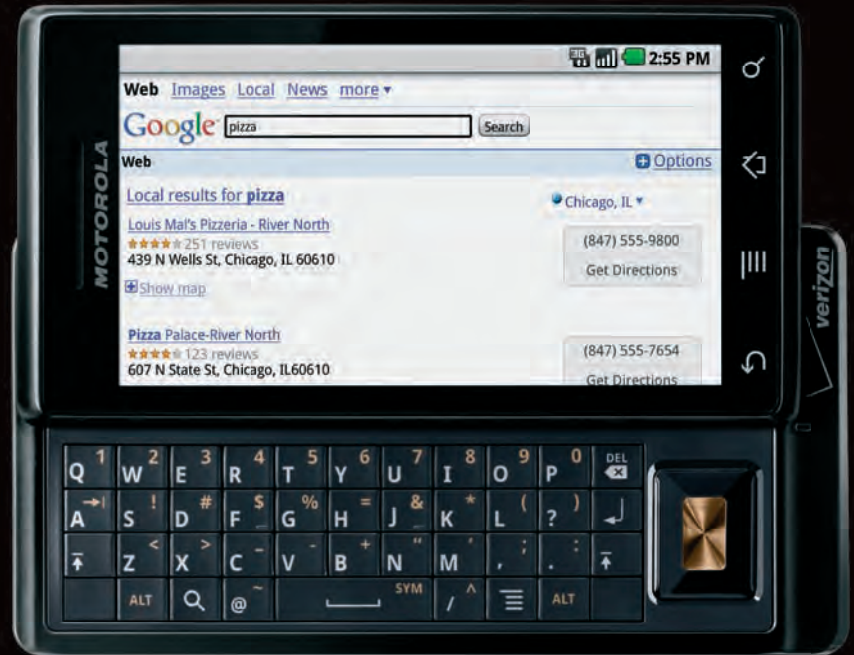 3G 2:55 PM
Web Images Local News more ▾
Google pizza Search
Web Options
Local results for pizza
Chicago, IL ▾
Louis Mal's Pizzeria - River North
251 reviews
439 N Wells St, Chicago, IL 60610
(847) 555-9800
Get Directions
Show map
Pizza Palace-River North
123 reviews
607 N State St, Chicago, IL60610
(847) 555-7654
Get Directions
MOTOROLA
verizon
Q 1 W 2 E 3 R 4 T 5 Y 6 U 7 I 8 O 9 P 0 DEL
A S ! D # F $ G % H = J & K * L ( ? )
Z < X > C _ V - B + N " M ' , ; . :
ALT @ ~ SYM / ^ ALT